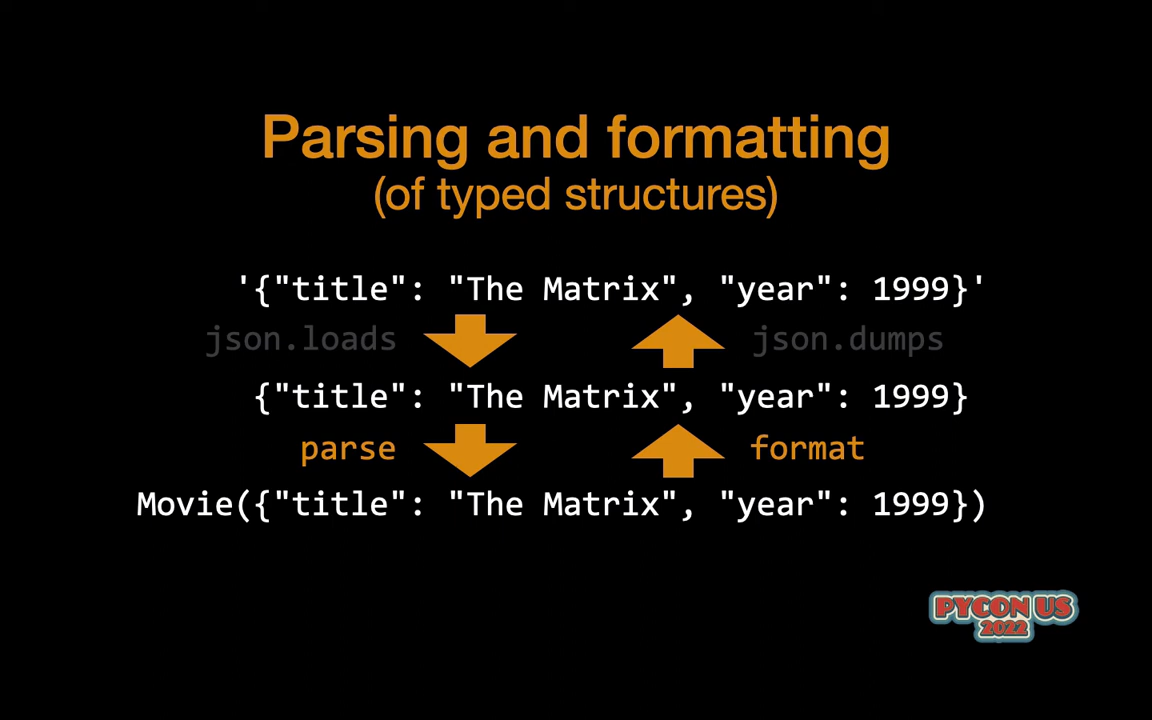 Parsing and formatting
(of typed structures)
'{"title": "The Matrix", "year": 1999}'
json.loads json.dumps
{"title": "The Matrix", "year": 1999}
parse format
Movie({"title": "The Matrix", "year": 1999})
PYCON US
2022